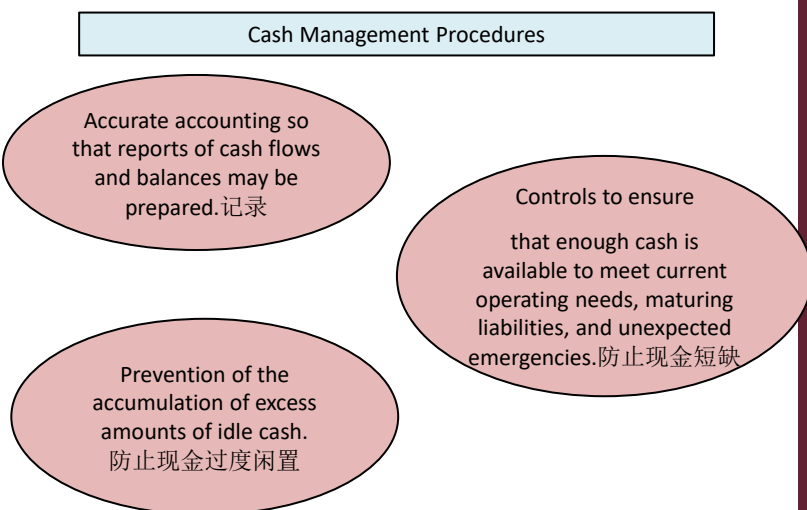 Cash Management Procedures
Accurate accounting so
that reports of cash flows
and balances may be
prepared.记录
Controls to ensure
that enough cash is
available to meet current
operating needs, maturing
liabilities, and unexpected
emergencies.防止现金短缺
Prevention of the
accumulation of excess
amounts of idle cash.
防止现金过度闲置